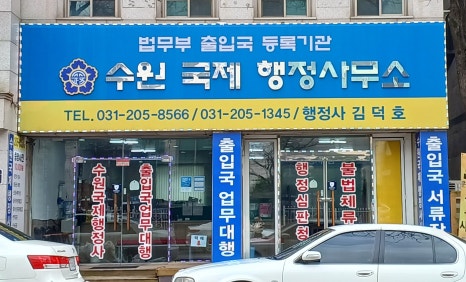 법무부 출입국 등록기관
수원 국제 행정사무소
TEL. 031-205-8566 / 031-205-1345 / 행정사 김덕호
수원국제행정사
출입국업무대행
출입국 업무대행
행정심판청
불법체류
출입국 서류